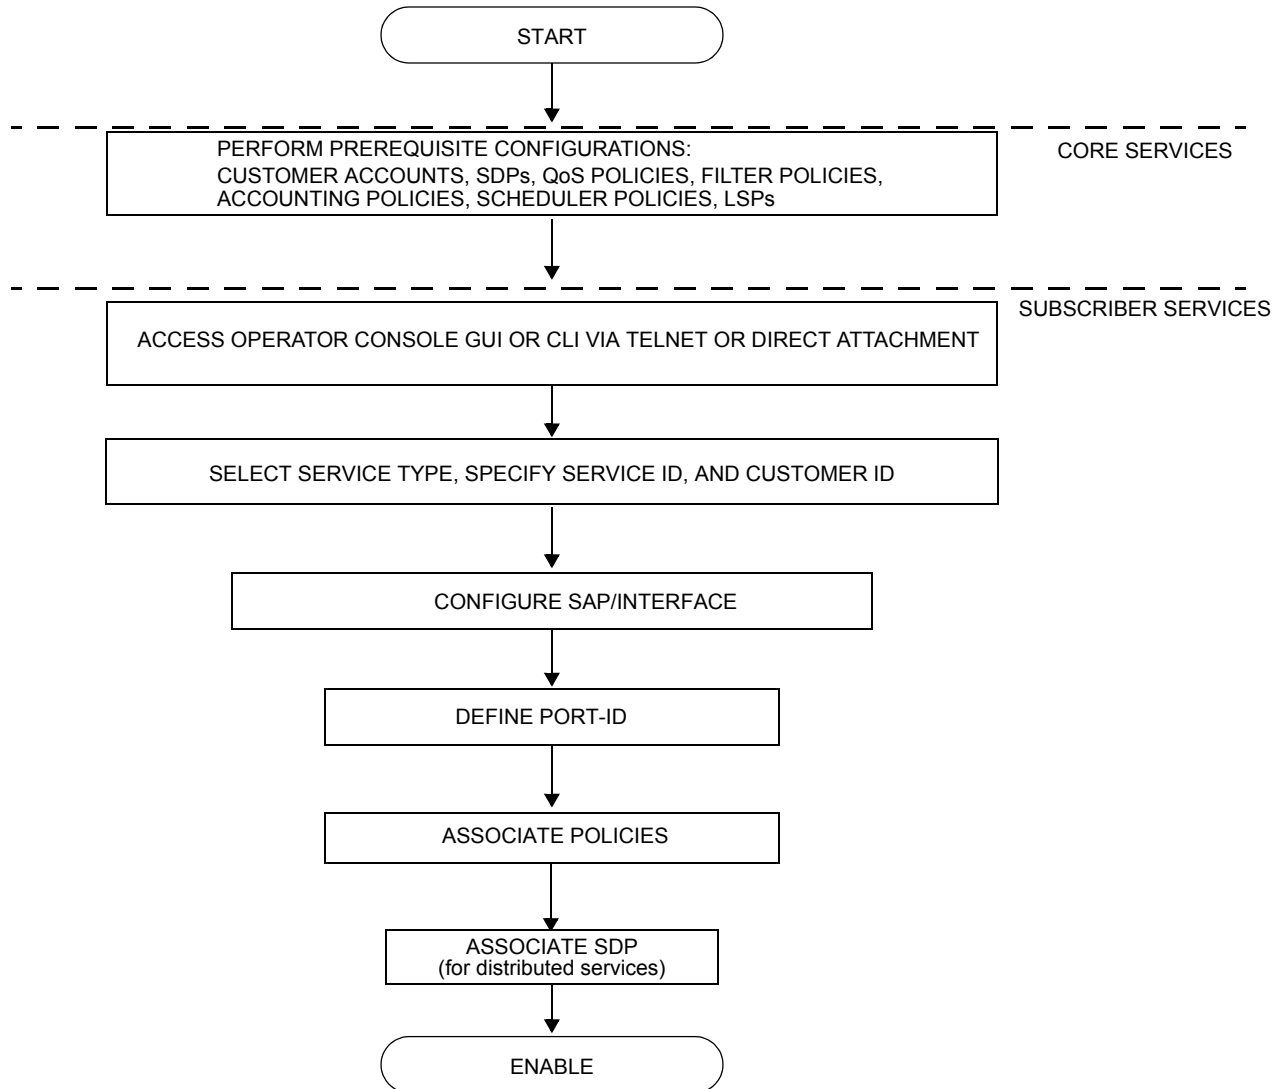 START
PERFORM PREREQUISITE CONFIGURATIONS:
CUSTOMER ACCOUNTS, SDPs, QoS POLICIES, FILTER POLICIES,
ACCOUNTING POLICIES, SCHEDULER POLICIES, LSPs
CORE SERVICES
SUBSCRIBER SERVICES
ACCESS OPERATOR CONSOLE GUI OR CLI VIA TELNET OR DIRECT ATTACHMENT
SELECT SERVICE TYPE, SPECIFY SERVICE ID, AND CUSTOMER ID
CONFIGURE SAP/INTERFACE
DEFINE PORT-ID
ASSOCIATE POLICIES
ASSOCIATE SDP
(for distributed services)
ENABLE